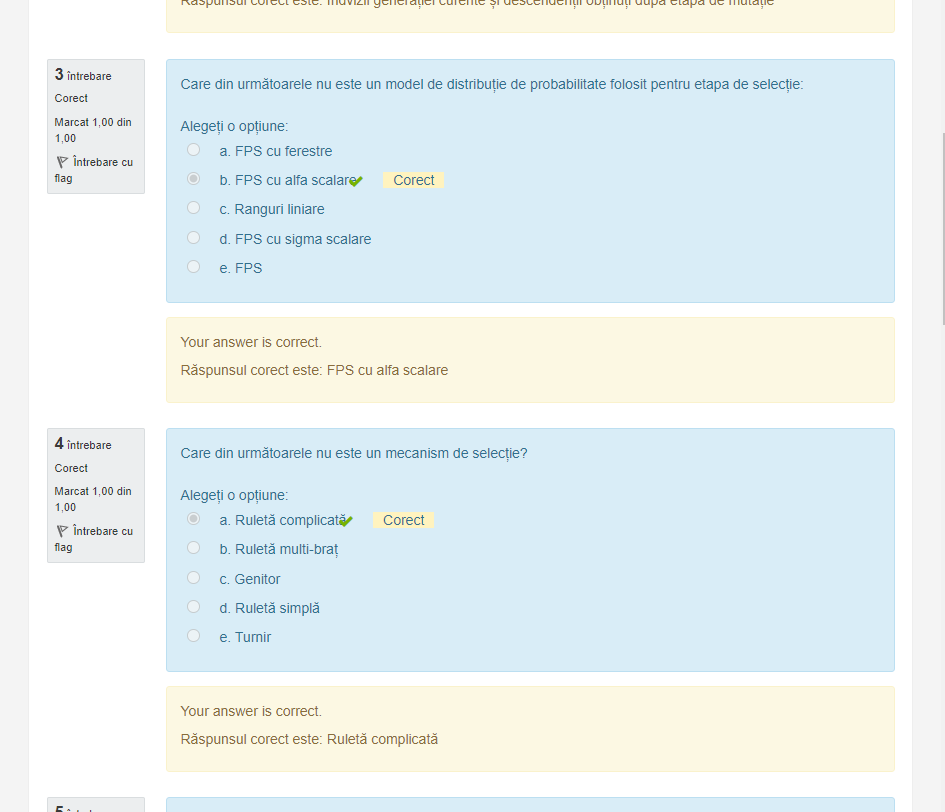 Răspunsul corect este: Indvizii generației curente și descendenții obținuți după etapa de mutație
3 întrebare
Corect
Marcat 1,00 din
1,00
Întrebare cu
flag
Care din următoarele nu este un model de distribuție de probabilitate folosit pentru etapa de selecție:
Alegeți o opțiune:
a. FPS cu ferestre
b. FPS cu alfa scalare Corect
c. Ranguri liniare
d. FPS cu sigma scalare
e. FPS
Your answer is correct.
Răspunsul corect este: FPS cu alfa scalare
4 întrebare
Corect
Marcat 1,00 din
1,00
Întrebare cu
flag
Care din următoarele nu este un mecanism de selecție?
Alegeți o opțiune:
a. Ruletă complicată Corect
b. Ruletă multi-braț
c. Genitor
d. Ruletă simplă
e. Turnir
Your answer is correct.
Răspunsul corect este: Ruletă complicată
5 întrebare